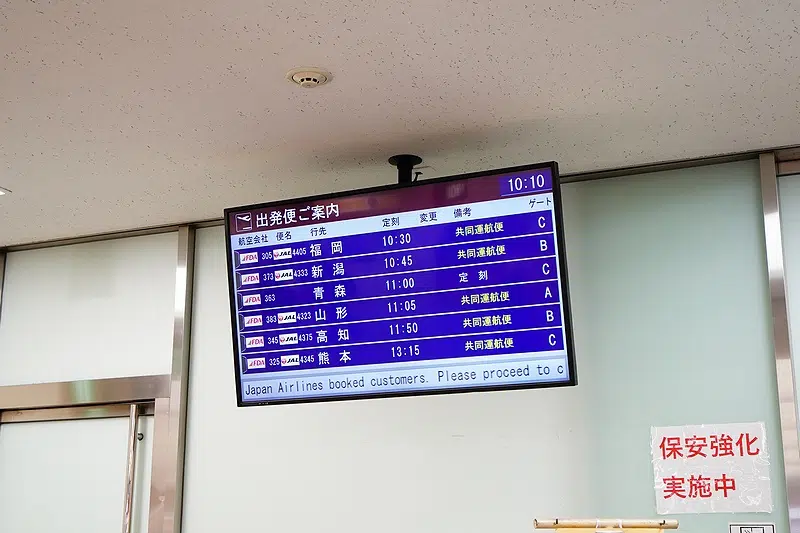 出発便ご案内 10:10
航空会社 便名 行先 定刻 変更 備考 ゲート
FDA 305 JAL 4405 福岡 10:30 共同運航便 C
FDA 373 JAL 4333 新潟 10:45 共同運航便 B
FDA 363 青森 11:00 定刻 C
FDA 383 JAL 4323 山形 11:05 共同運航便 A
FDA 345 JAL 4375 高知 11:50 共同運航便 B
FDA 325 JAL 4345 熊本 13:15 共同運航便 C
Japan Airlines booked customers. Please proceed to c
保安強化
実施中